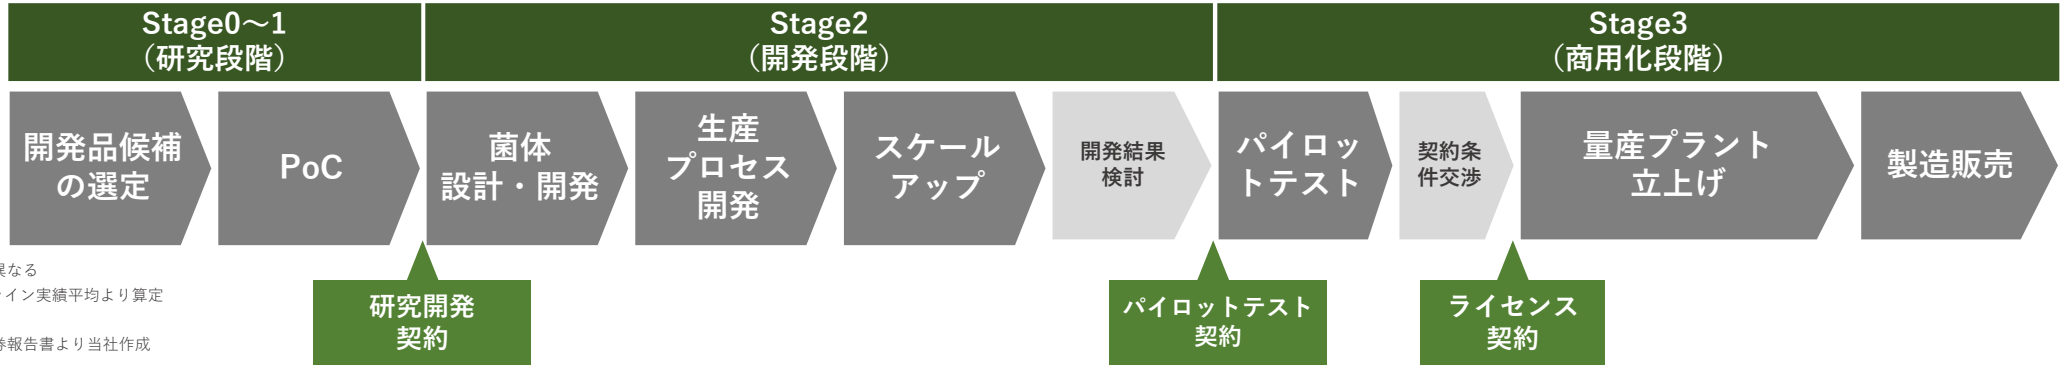 Stage0～1
（研究段階）
Stage2
（開発段階）
Stage3
（商用化段階）
開発品候補
の選定
PoC
菌体
設計・開発
生産
プロセス
開発
スケール
アップ
開発結果
検討
パイロッ
トテスト
契約条
件交渉
量産プラント
立上げ
製造販売
研究開発
契約
パイロットテスト
契約
ライセンス
契約
異なる
イン実績平均より算定
券報告書より当社作成